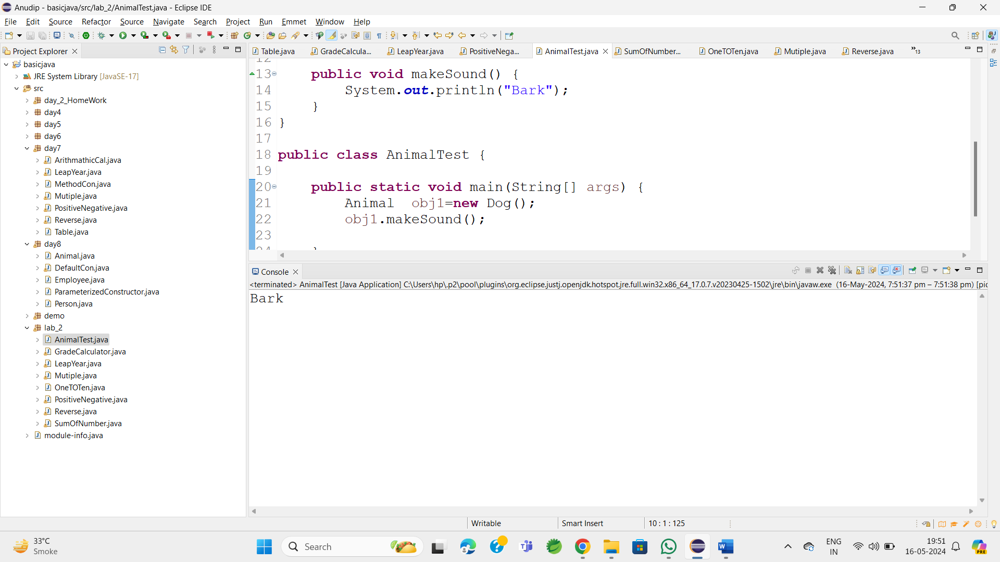 Anudip - basicjava/src/lab_2/AnimalTest.java - Eclipse IDE
File Edit Source Refactor Source Navigate Search Project Run Emmet Window Help
Project Explorer
basicjava
JRE System Library [JavaSE-17]
src
day_2_HomeWork
day4
day5
day6
day7
ArithmathicCal.java
LeapYear.java
MethodCon.java
Mutiple.java
PositiveNegative.java
Reverse.java
Table.java
day8
Animal.java
DefaultCon.java
Employee.java
ParameterizedConstructor.java
Person.java
demo
lab_2
AnimalTest.java
GradeCalculator.java
LeapYear.java
Mutiple.java
OneTOTen.java
PositiveNegative.java
Reverse.java
SumOfNumber.java
module-info.java
Table.java GradeCalcula... LeapYear.java PositiveNega... AnimalTest.java SumOfNumber... OneTOTen.java Mutiple.java Reverse.java »13
12
13 public void makeSound() {
14 System.out.println("Bark");
15 }
16 }
17
18 public class AnimalTest {
19
20 public static void main(String[] args) {
21 Animal  obj1=new Dog();
22 obj1.makeSound();
23
24 }
Console
<terminated> AnimalTest [Java Application] C:\Users\hp\.p2\pool\plugins\org.eclipse.justj.openjdk.hotspot.jre.full.win32.x86_64_17.0.7.v20230425-1502\jre\bin\javaw.exe (16-May-2024, 7:51:37 pm – 7:51:38 pm) [pic
Bark
Writable Smart Insert 10 : 1 : 125
33°C
Smoke
Search
ENG
IN
19:51
16-05-2024
PRE